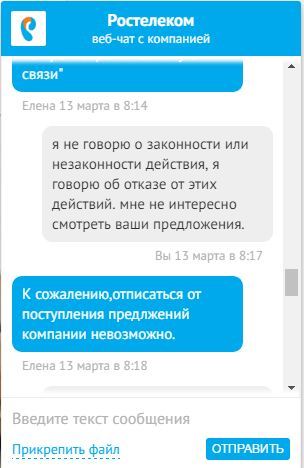 Ростелеком
веб-чат с компанией
связи"
Елена 13 марта в 8:14
я не говорю о законности или
незаконности действия, я
говорю об отказе от этих
действий. мне не интересно
смотреть ваши предложения.
Вы 13 марта в 8:17
К сожалению,отписаться от
поступления предлжений
компании невозможно.
Елена 13 марта в 8:18
Введите текст сообщения
Прикрепить файл
ОТПРАВИТЬ